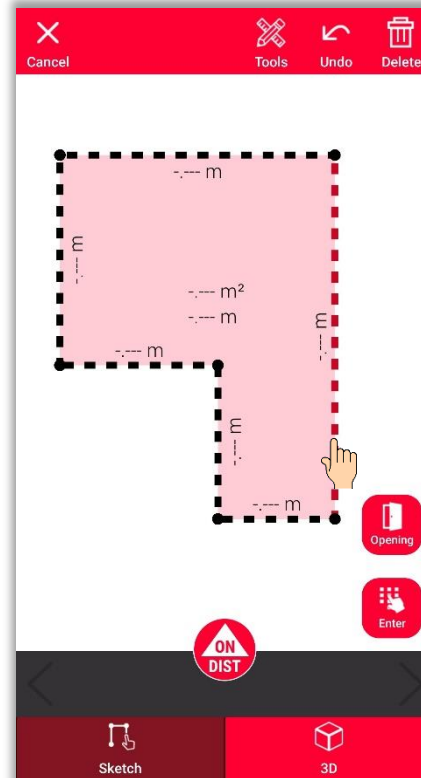 Cancel
Tools
Undo
Delete
-.--- m
-.--- m
-.--- m²
-.--- m
-.--- m
-.--- m
-.--- m
-.--- m
Opening
Enter
ON
DIST
Sketch
3D